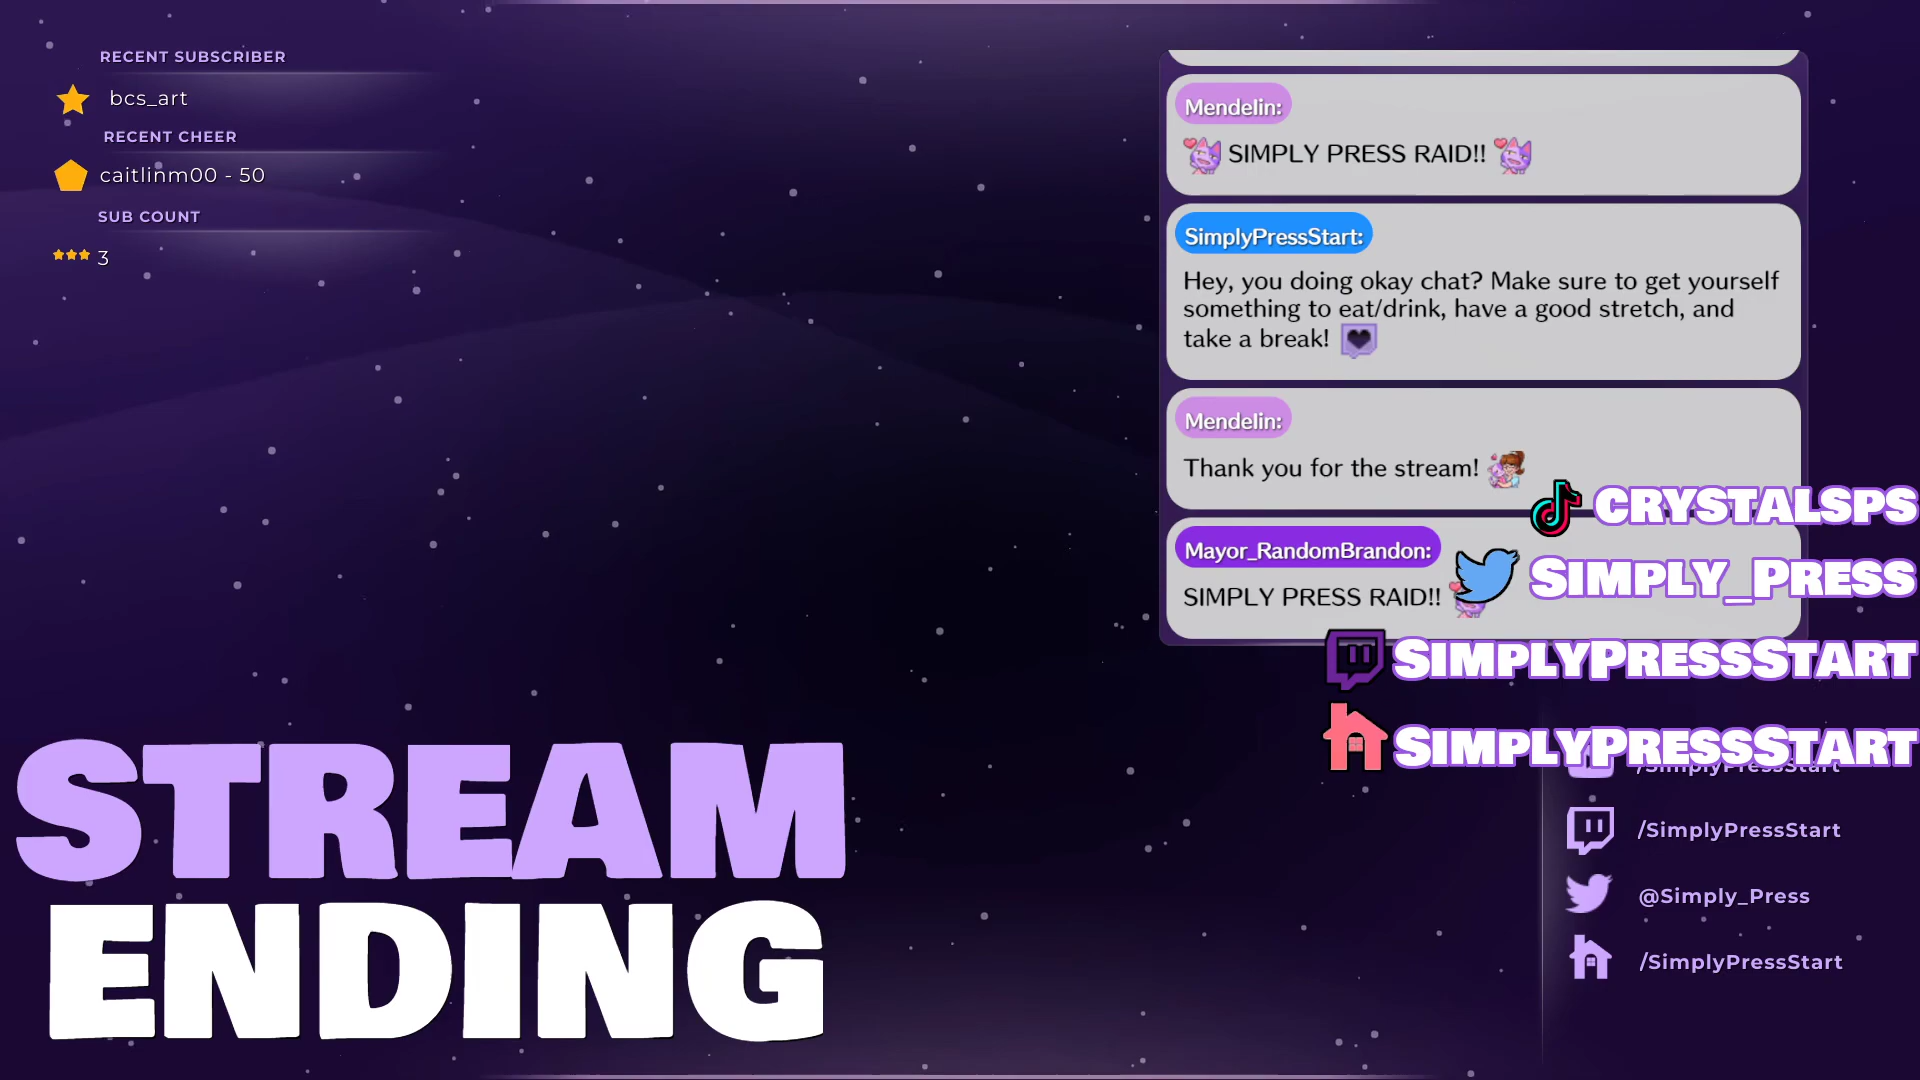 RECENT SUBSCRIBER
bcs_art
RECENT CHEER
caitlinm00 - 50
SUB COUNT
3
Mendelin:
SIMPLY PRESS RAID!!
SimplyPressStart:
Hey, you doing okay chat? Make sure to get yourself
something to eat/drink, have a good stretch, and
take a break!
Mendelin:
Thank you for the stream!
Mayor_RandomBrandon:
SIMPLY PRESS RAID!!
CRYSTALSPS
SIMPLY_PRESS
SIMPLYPRESSSTART
SIMPLYPRESSSTART
/SimplyPressStart
/SimplyPressStart
@Simply_Press
/SimplyPressStart
STREAM
ENDING